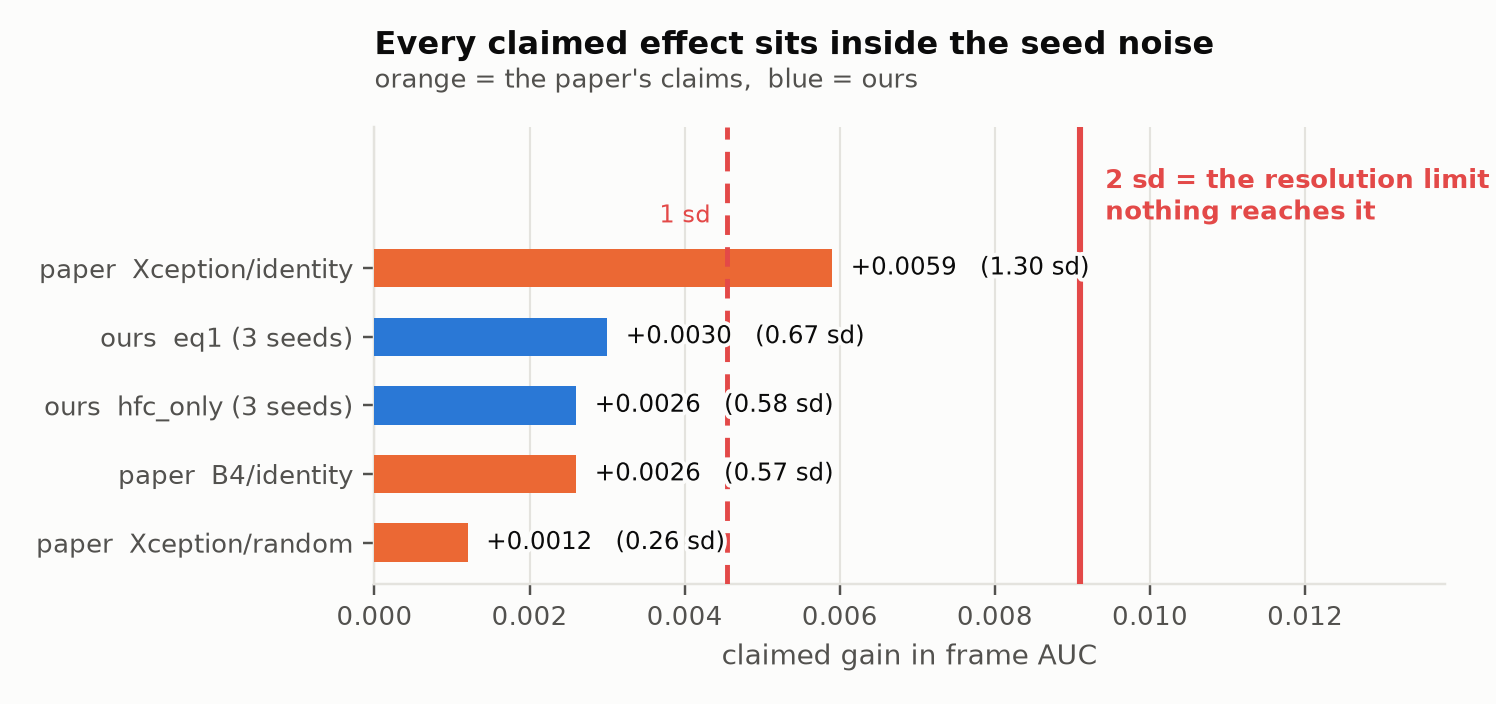 Every claimed effect sits inside the seed noise
orange = the paper's claims,  blue = ours
2 sd = the resolution limit
nothing reaches it
1 sd
paper  Xception/identity
+0.0059   (1.30 sd)
ours  eq1 (3 seeds)
+0.0030   (0.67 sd)
ours  hfc_only (3 seeds)
+0.0026   (0.58 sd)
paper  B4/identity
+0.0026   (0.57 sd)
paper  Xception/random
+0.0012   (0.26 sd)
0.000 0.002 0.004 0.006 0.008 0.010 0.012
claimed gain in frame AUC